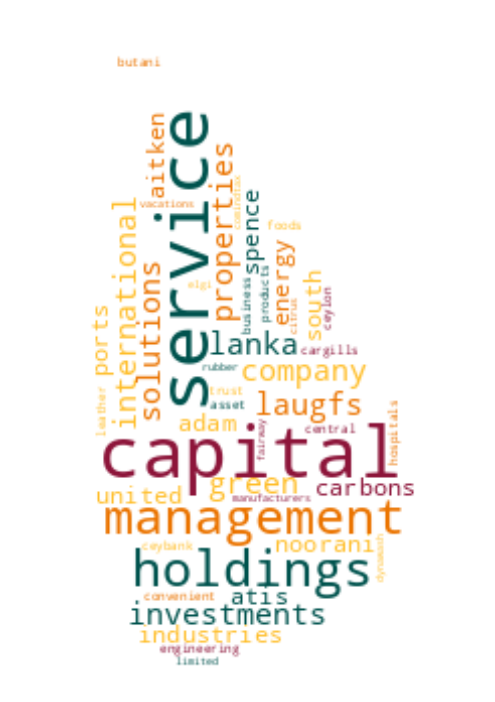 butani
service
aitken
properties
vacations
cominotax
international
spence
foods
solutions
energy
elgi
business
products
south
citrus
ceylon
ports
lanka
cargills
rubber
company
leather
trust
asset
laugfs
adam
fairway
central
hospitals
capital
green
carbons
united
manufacturers
management
ceybank
noorani
dynawash
holdings
convenient
atis
investments
industries
engineering
limited